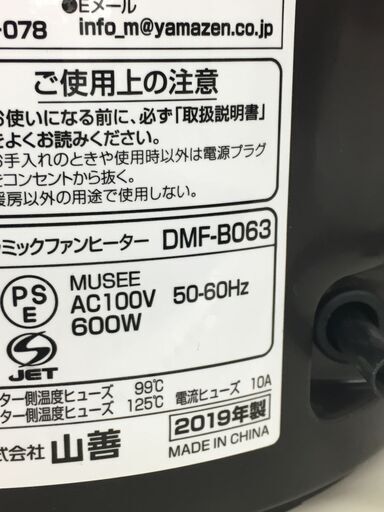 ●Eメール
-078 info_m@yamazen.co.jp
ご使用上の注意
お使いになる前に、必ず「取扱説明書」
をよくお読みください。
お手入れのときや使用時以外は電源プラグ
をコンセントから抜く。
暖房以外の用途で使用しない。
ラミックファンヒーター DMF-B063
PSE MUSEE
AC100V 50-60Hz
600W
S JET
ター側温度ヒューズ 99℃ 電流ヒューズ 10A
ター側温度ヒューズ 125℃
式会社 山善 2019年製
MADE IN CHINA